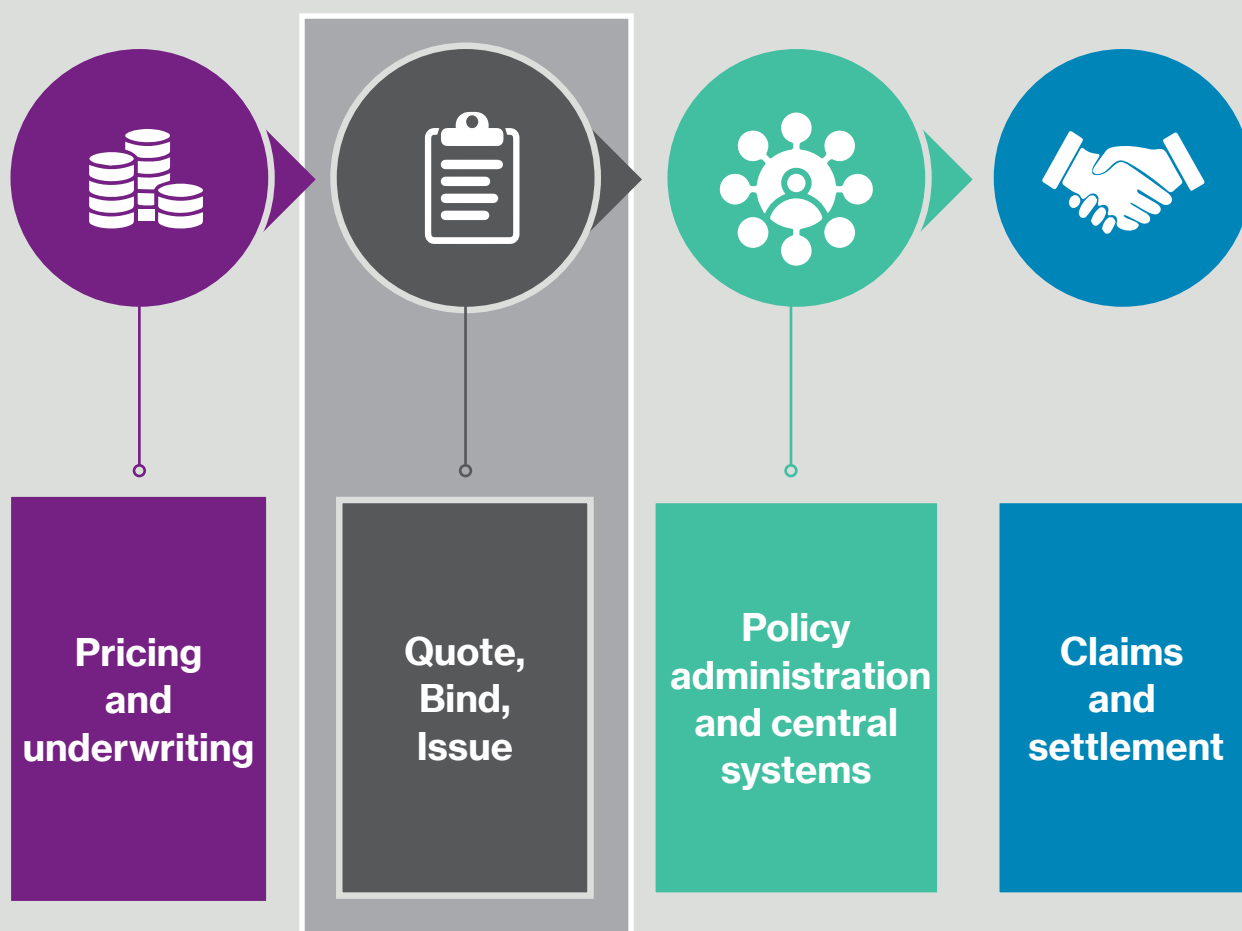 Pricing
and
underwriting
Quote,
Bind,
Issue
Policy
administration
and central
systems
Claims
and
settlement